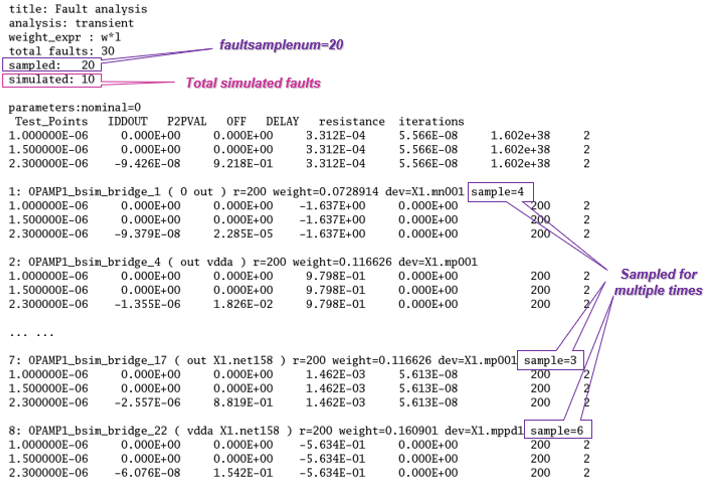 title: Fault analysis
analysis: transient
weight_expr : w*l
total faults: 30
sampled:   20
faultsamplenum=20
simulated: 10
Total simulated faults
parameters:nominal=0
Test_Points   IDDOUT   P2PVAL   OFF   DELAY   resistance  iterations
1.000000E-06     0.000E+00     0.000E+00     3.312E-04     5.566E-08     1.602e+38     2
1.500000E-06     0.000E+00     0.000E+00     3.312E-04     5.566E-08     1.602e+38     2
2.300000E-06    -9.426E-08     9.218E-01     3.312E-04     5.566E-08     1.602e+38     2
1: OPAMP1_bsim_bridge_1 ( 0 out ) r=200 weight=0.0728914 dev=X1.mn001 sample=4
1.000000E-06     0.000E+00     0.000E+00    -1.637E+00     0.000E+00     200     2
1.500000E-06     0.000E+00     0.000E+00    -1.637E+00     0.000E+00     200     2
2.300000E-06    -9.379E-08     2.285E-05    -1.637E+00     0.000E+00     200     2
2: OPAMP1_bsim_bridge_4 ( out vdda ) r=200 weight=0.116626 dev=X1.mp001
1.000000E-06     0.000E+00     0.000E+00     9.798E-01     0.000E+00     200     2
1.500000E-06     0.000E+00     0.000E+00     9.798E-01     0.000E+00     200     2
2.300000E-06    -1.355E-06     1.826E-02     9.798E-01     0.000E+00     200     2
Sampled for
multiple times
... ...
7: OPAMP1_bsim_bridge_17 ( out X1.net158 ) r=200 weight=0.116626 dev=X1.mp001 sample=3
1.000000E-06     0.000E+00     0.000E+00     1.462E-03     5.613E-08     200     2
1.500000E-06     0.000E+00     0.000E+00     1.462E-03     5.613E-08     200     2
2.300000E-06    -2.557E-06     8.819E-01     1.462E-03     5.613E-08     200     2
8: OPAMP1_bsim_bridge_22 ( vdda X1.net158 ) r=200 weight=0.160901 dev=X1.mppd1 sample=6
1.000000E-06     0.000E+00     0.000E+00    -5.634E-01     0.000E+00     200     2
1.500000E-06     0.000E+00     0.000E+00    -5.634E-01     0.000E+00     200     2
2.300000E-06    -6.076E-08     1.542E-01    -5.634E-01     0.000E+00     200     2